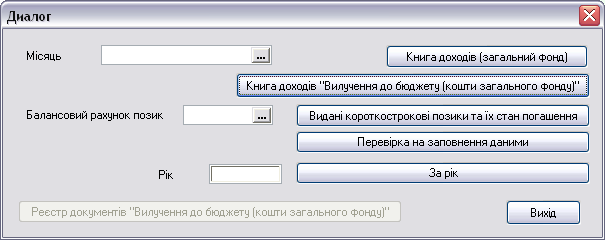 Диалог
Місяць
...
Книга доходів (загальний фонд)
Книга доходів "Вилучення до бюджету (кошти загального фонду)"
Балансовий рахунок позик
...
Видані короткострокові позики та їх стан погашення
Перевірка на заповнення даними
Рік
За рік
Реєстр документів "Вилучення до бюджету (кошти загального фонду)"
Вихід